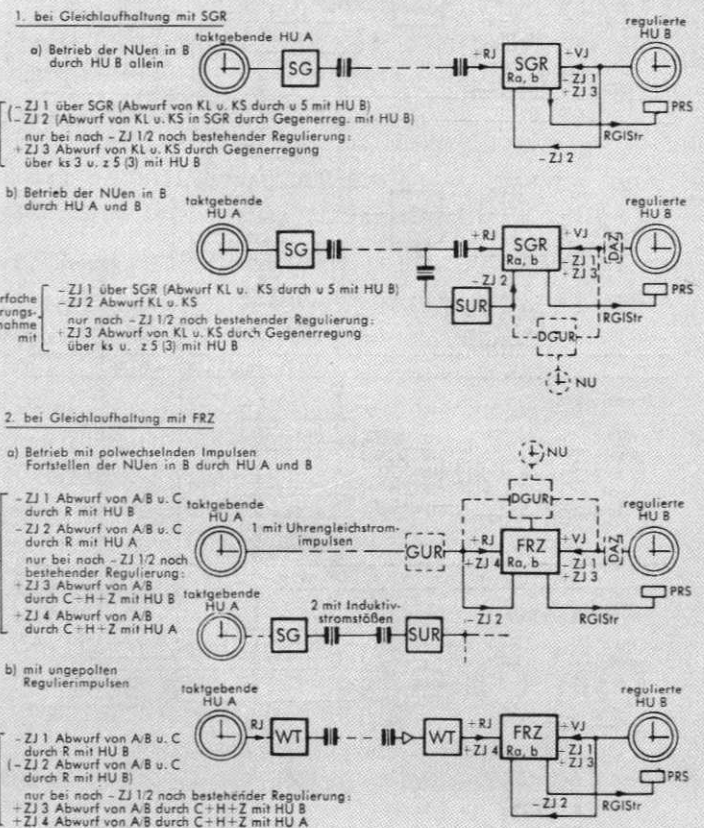 1. bei Gleichlaufhaltung mit SGR
a) Betrieb der NUen in B
durch HU B allein
taktgebende HU A
SG
+RJ
SGR
Ra, b
+VJ
-ZJ 1
+ZJ 3
regulierte
HU B
PRS
RGlStr
-ZJ 2
-ZJ 1 über SGR (Abwurf von KL u. KS durch u 5 mit HU B)
(-ZJ 2 (Abwurf von KL u. KS in SGR durch Gegenerreg. mit HU B)
nur bei nach -ZJ 1/2 noch bestehender Regulierung:
+ZJ 3 Abwurf von KL u. KS durch Gegenerregung
über ks 3 u. z 5 (3) mit HU B
b) Betrieb der NUen in B
durch HU A und B
taktgebende
HU A
SG
+RJ
SGR
Ra, b
+VJ
-ZJ 1
+ZJ 3
DAZ
regulierte
HU B
PRS
RGlStr
-ZJ 2
SUR
DGUR
NU
rfache
rungs-
nahme
mit
-ZJ 1 über SGR (Abwurf KL u. KS durch u 5 mit HU B)
-ZJ 2 Abwurf KL u. KS
nur nach -ZJ 1/2 noch bestehender Regulierung:
+ZJ 3 Abwurf von KL u. KS durch Gegenerregung
über ks u. z 5 (3) mit HU B
2. bei Gleichlaufhaltung mit FRZ
a) Betrieb mit polwechselnden Impulsen
Fortstellen der NUen in B durch HU A und B
NU
DGUR
-ZJ 1 Abwurf von A/B u. C
durch R mit HU B
-ZJ 2 Abwurf von A/B u. C
durch R mit HU A
nur bei nach -ZJ 1/2 noch
bestehender Regulierung:
+ZJ 3 Abwurf von A/B
durch C+H+Z mit HU B
+ZJ 4 Abwurf von A/B
durch C+H+Z mit HU A
taktgebende
HU A
1 mit Uhrengleichstrom-
impulsen
GUR
+RJ
+ZJ 4
FRZ
Ra, b
+VJ
-ZJ 1
+ZJ 3
DAZ
regulierte
HU B
PRS
RGlStr
-ZJ 2
taktgebende
HU A
SG
2 mit Induktiv-
stromstößen
SUR
b) mit ungepolten
Regulierimpulsen
taktgebende
HU A
RJ
WT
WT
+RJ
+ZJ 4
FRZ
Ra, b
+VJ
-ZJ 1
+ZJ 3
regulierte
HU B
PRS
RGlStr
-ZJ 2
-ZJ 1 Abwurf von A/B u. C
durch R mit HU B
(-ZJ 2 Abwurf von A/B u. C
durch R mit HU B)
nur bei noch -ZJ 1/2 noch bestehender Regulierung:
+ZJ 3 Abwurf von A/B durch C+H+Z mit HU B
+ZJ 4 Abwurf von A/B durch C+H+Z mit HU A